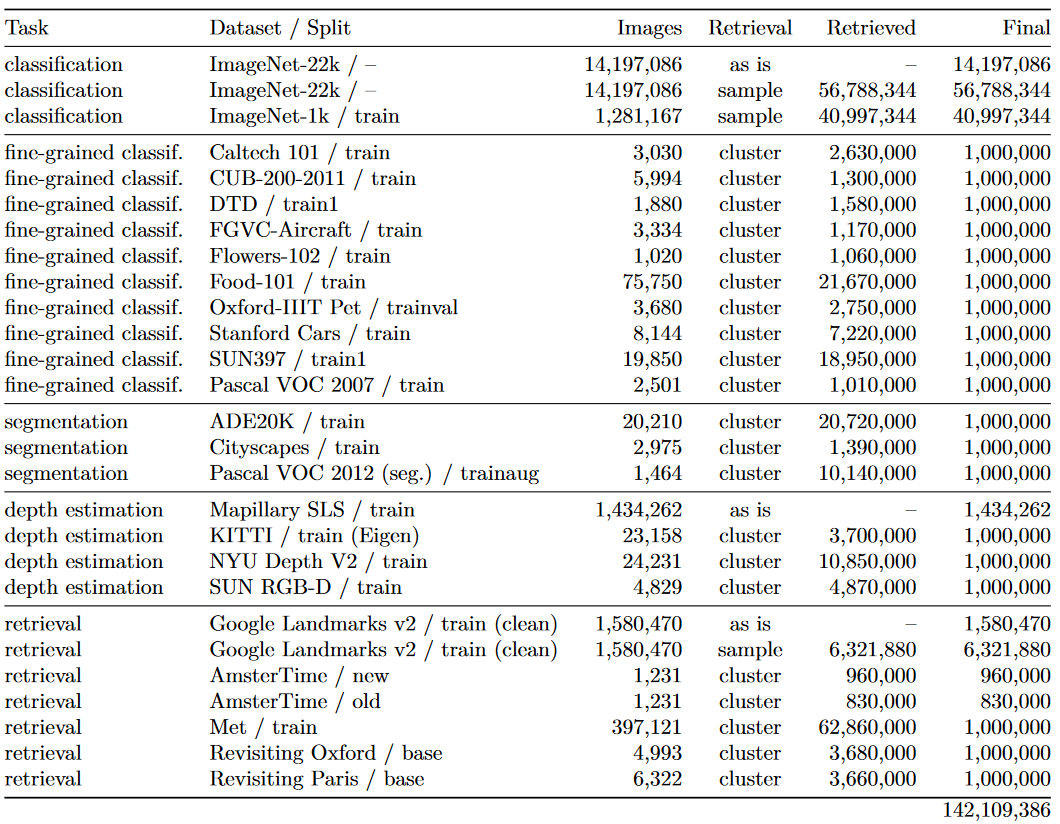 Task Dataset / Split Images Retrieval Retrieved Final
classification ImageNet-22k / – 14,197,086 as is – 14,197,086
classification ImageNet-22k / – 14,197,086 sample 56,788,344 56,788,344
classification ImageNet-1k / train 1,281,167 sample 40,997,344 40,997,344
fine-grained classif. Caltech 101 / train 3,030 cluster 2,630,000 1,000,000
fine-grained classif. CUB-200-2011 / train 5,994 cluster 1,300,000 1,000,000
fine-grained classif. DTD / train1 1,880 cluster 1,580,000 1,000,000
fine-grained classif. FGVC-Aircraft / train 3,334 cluster 1,170,000 1,000,000
fine-grained classif. Flowers-102 / train 1,020 cluster 1,060,000 1,000,000
fine-grained classif. Food-101 / train 75,750 cluster 21,670,000 1,000,000
fine-grained classif. Oxford-IIIT Pet / trainval 3,680 cluster 2,750,000 1,000,000
fine-grained classif. Stanford Cars / train 8,144 cluster 7,220,000 1,000,000
fine-grained classif. SUN397 / train1 19,850 cluster 18,950,000 1,000,000
fine-grained classif. Pascal VOC 2007 / train 2,501 cluster 1,010,000 1,000,000
segmentation ADE20K / train 20,210 cluster 20,720,000 1,000,000
segmentation Cityscapes / train 2,975 cluster 1,390,000 1,000,000
segmentation Pascal VOC 2012 (seg.) / trainaug 1,464 cluster 10,140,000 1,000,000
depth estimation Mapillary SLS / train 1,434,262 as is – 1,434,262
depth estimation KITTI / train (Eigen) 23,158 cluster 3,700,000 1,000,000
depth estimation NYU Depth V2 / train 24,231 cluster 10,850,000 1,000,000
depth estimation SUN RGB-D / train 4,829 cluster 4,870,000 1,000,000
retrieval Google Landmarks v2 / train (clean) 1,580,470 as is – 1,580,470
retrieval Google Landmarks v2 / train (clean) 1,580,470 sample 6,321,880 6,321,880
retrieval AmsterTime / new 1,231 cluster 960,000 960,000
retrieval AmsterTime / old 1,231 cluster 830,000 830,000
retrieval Met / train 397,121 cluster 62,860,000 1,000,000
retrieval Revisiting Oxford / base 4,993 cluster 3,680,000 1,000,000
retrieval Revisiting Paris / base 6,322 cluster 3,660,000 1,000,000
142,109,386